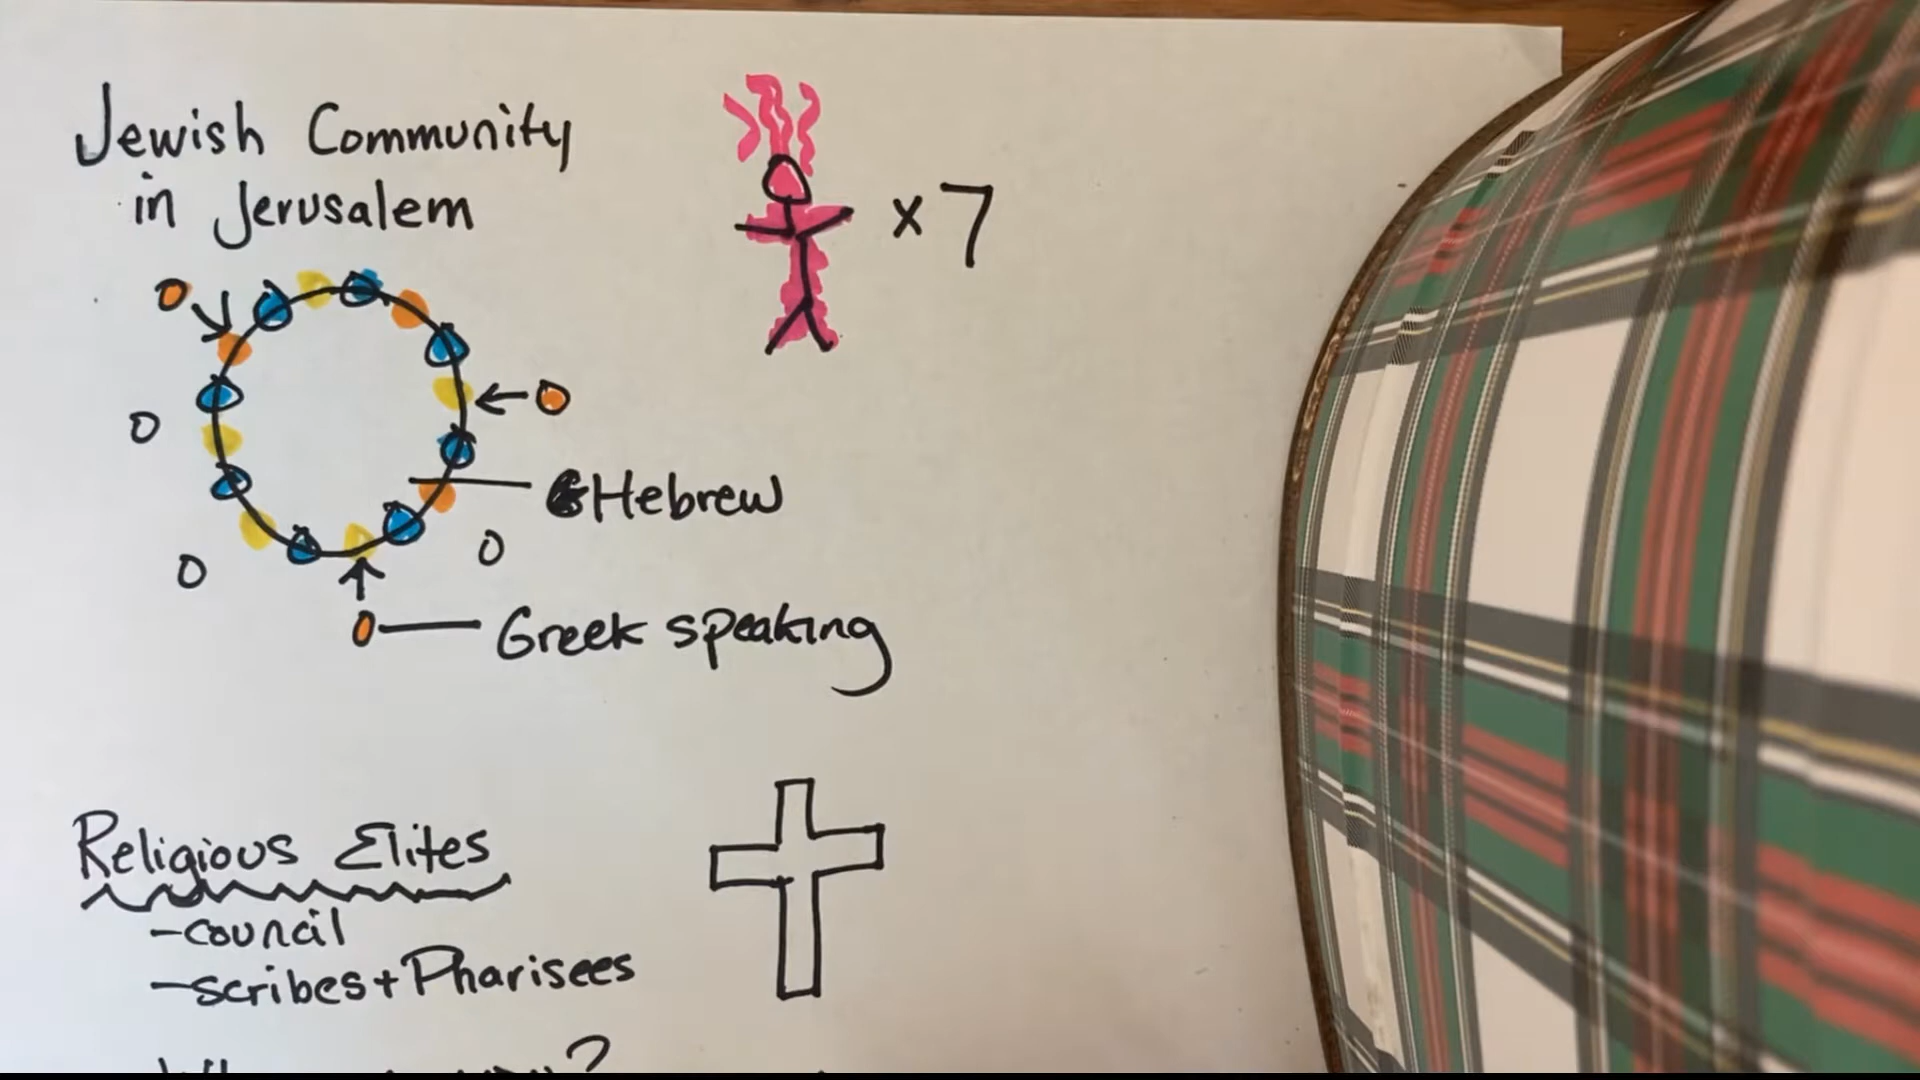 Jewish Community
in Jerusalem
x 7
Hebrew
Greek speaking
Religious Elites
-council
-scribes+Pharisees